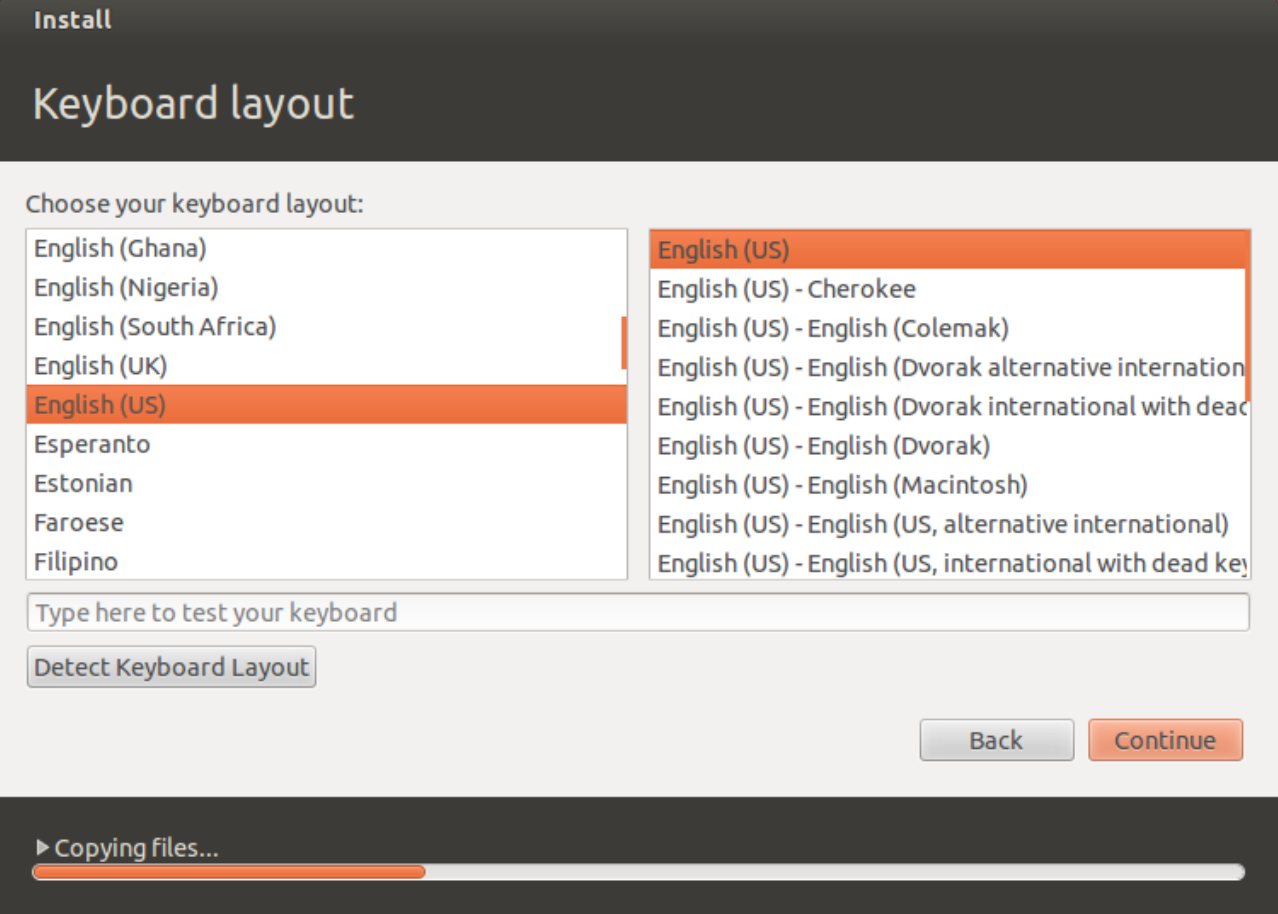 Install
Keyboard layout
Choose your keyboard layout:
English (Ghana)
English (Nigeria)
English (South Africa)
English (UK)
English (US)
Esperanto
Estonian
Faroese
Filipino
English (US)
English (US) - Cherokee
English (US) - English (Colemak)
English (US) - English (Dvorak alternative internation
English (US) - English (Dvorak international with dead
English (US) - English (Dvorak)
English (US) - English (Macintosh)
English (US) - English (US, alternative international)
English (US) - English (US, international with dead key
Type here to test your keyboard
Detect Keyboard Layout
Back
Continue
Copying files...